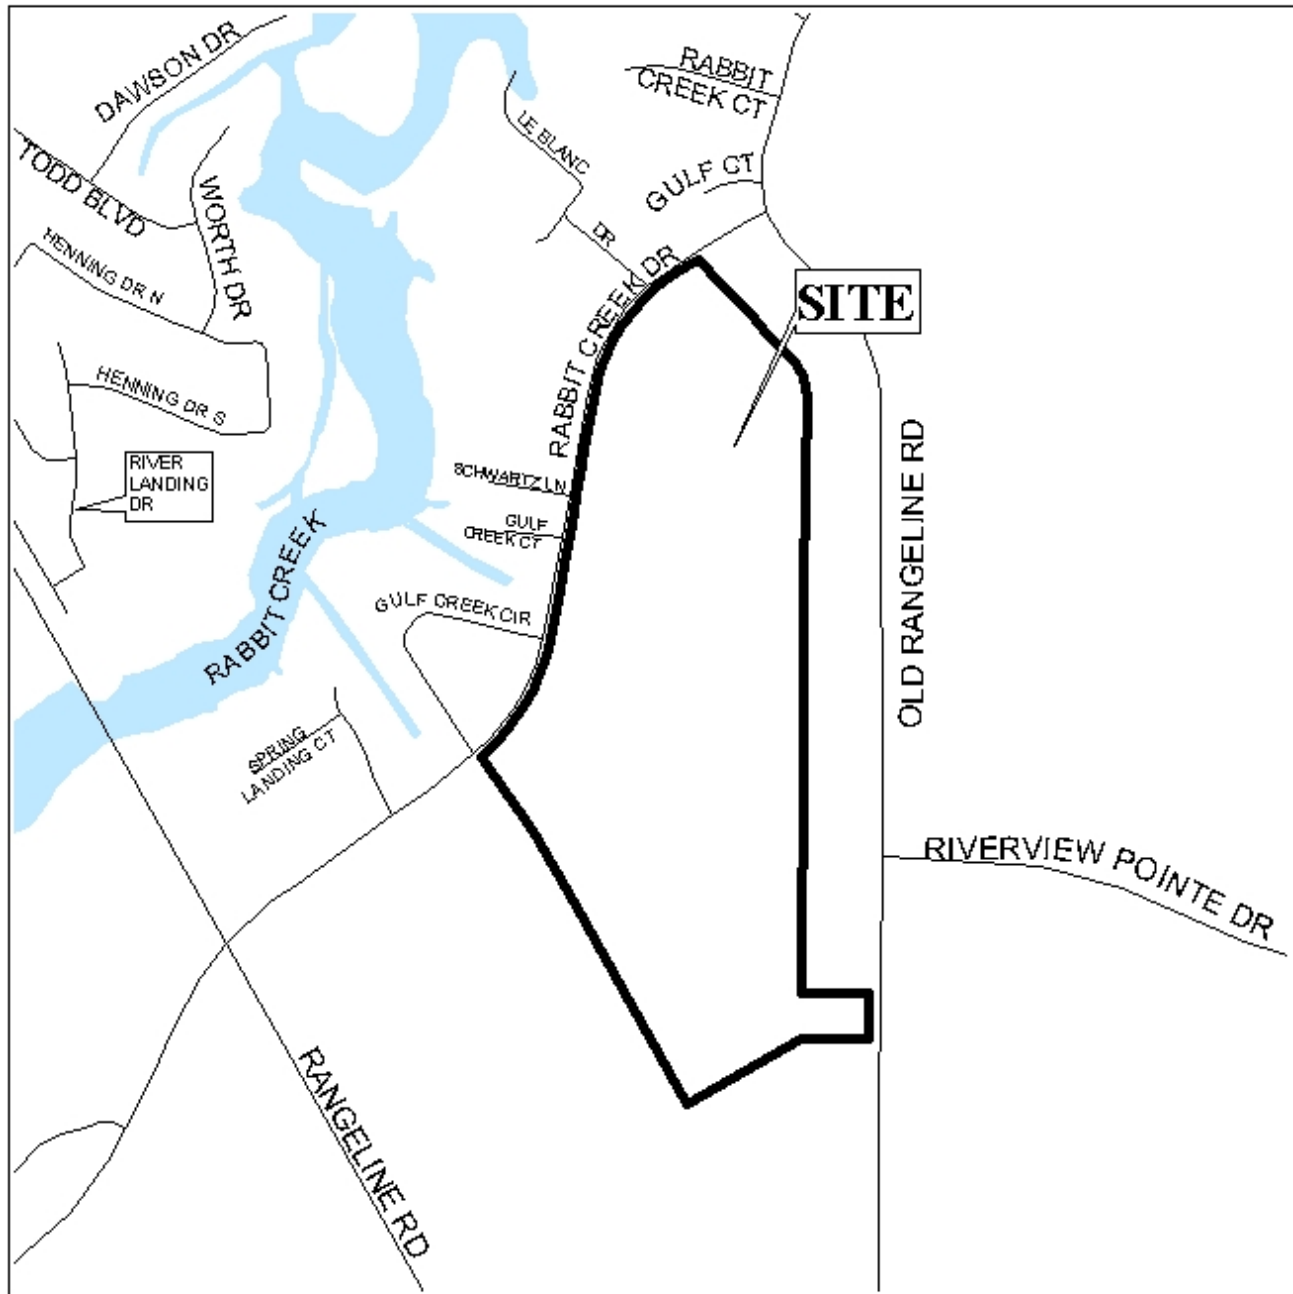 DAWSON DR
RABBIT
CREEK CT
LE BLANC
DR
GULF CT
TODD BLVD
WORTH DR
HENNING DR N
RABBIT CREEK DR
SITE
HENNING DR S
RIVER
LANDING
DR
SCHWARTZ LN
GULF
CREEK CT
RABBIT CREEK
OLD RANGELINE RD
GULF CREEK CIR
SPRING
LANDING CT
RIVERVIEW POINTE DR
RANGELINE RD